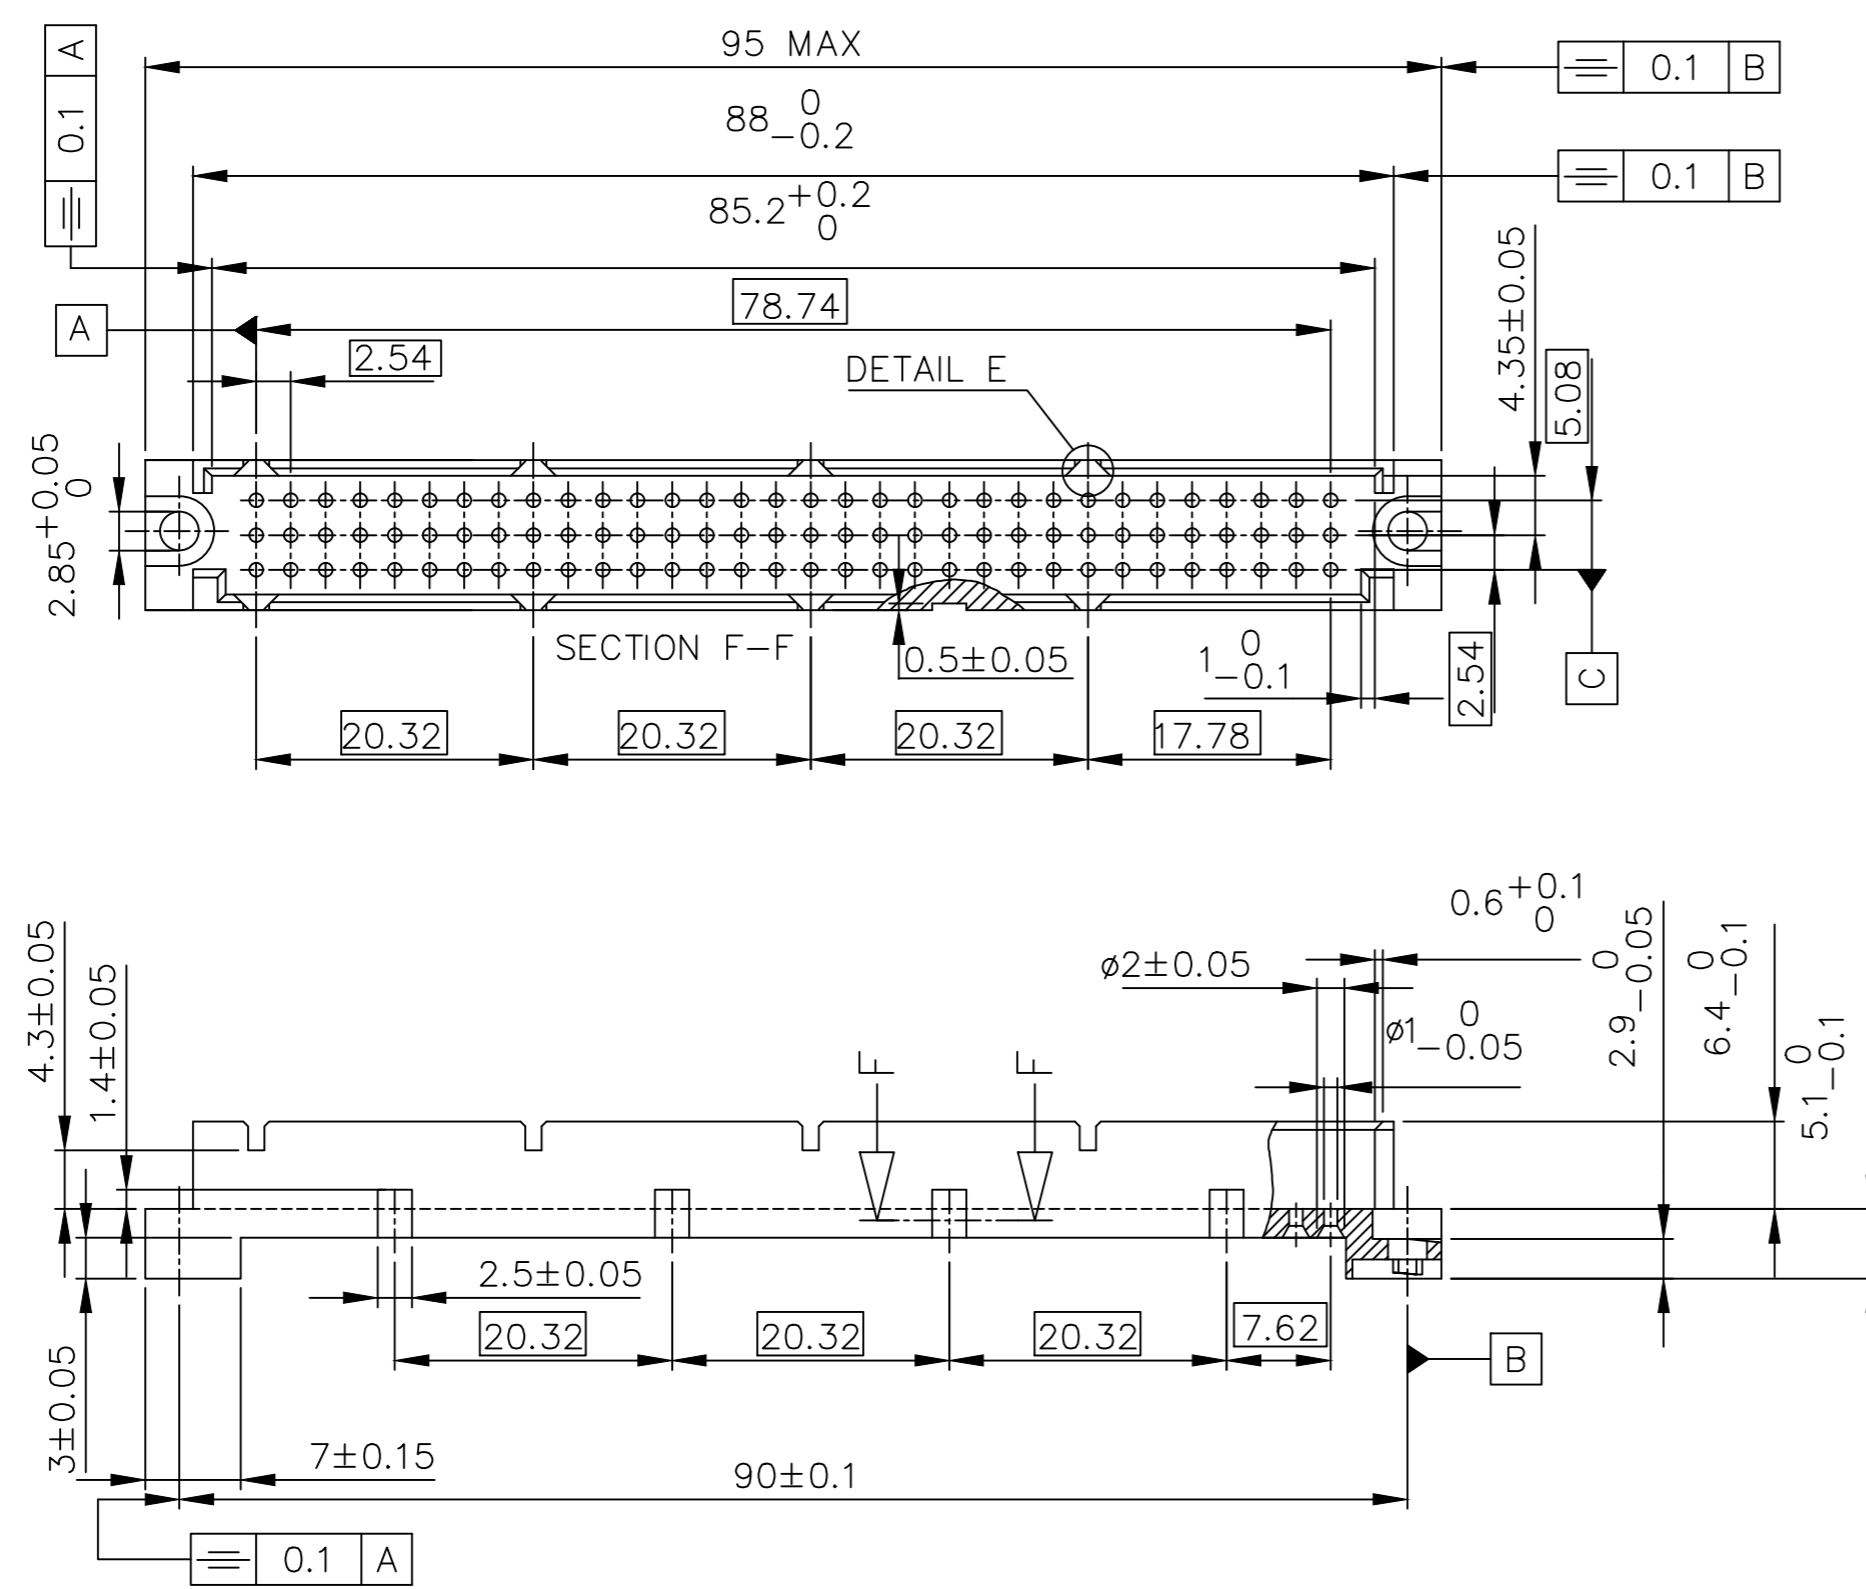 95 MAX
⌯ 0.1 B
A
0.1
⌯
88 0 −0.2
⌯ 0.1 B
85.2 +0.2 0
78.74
A
2.54
DETAIL E
4.35±0.05
5.08
2.85 +0.05 0
SECTION F−F
0.5±0.05
1 0 −0.1
2.54
C
20.32 20.32 20.32 17.78
0.6 +0.1 0
4.3±0.05
1.4±0.05
ø2±0.05
ø1 0 −0.05
2.9 0 −0.05
6.4 0 −0.1
5.1 0 −0.1
F F
2.5±0.05
20.32 20.32 20.32 7.62
B
3±0.05
7±0.15
90±0.1
⌯ 0.1 A